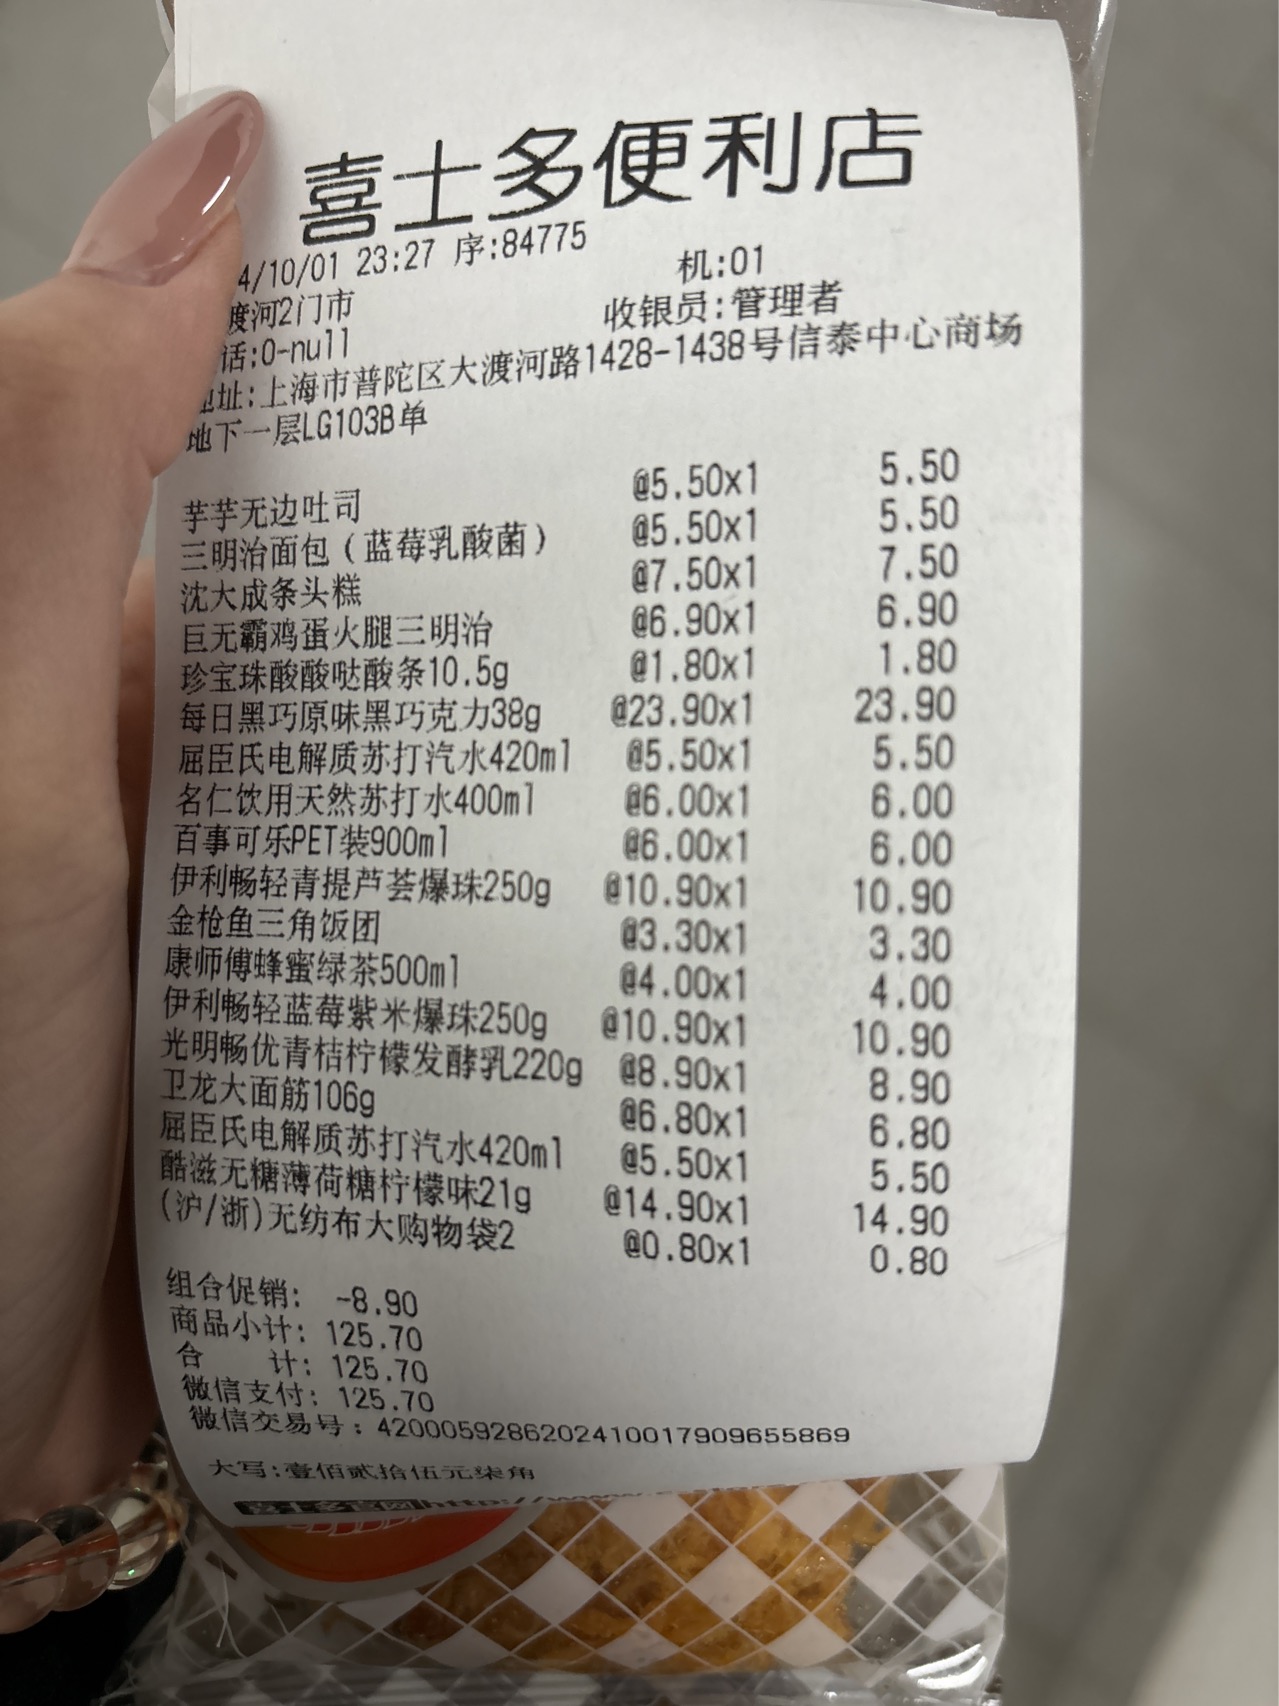 喜士多便利店
4/10/01 23:27 序:84775
机:01
渡河2门市
收银员:管理者
话:0-null
地址:上海市普陀区大渡河路1428-1438号信泰中心商场
地下一层LG103B单
芋芋无边吐司 @5.50x1 5.50
三明治面包(蓝莓乳酸菌) @5.50x1 5.50
沈大成条头糕 @7.50x1 7.50
巨无霸鸡蛋火腿三明治 @6.90x1 6.90
珍宝珠酸酸哒酸条10.5g @1.80x1 1.80
每日黑巧原味黑巧克力38g @23.90x1 23.90
屈臣氏电解质苏打汽水420ml @5.50x1 5.50
名仁饮用天然苏打水400ml @6.00x1 6.00
百事可乐PET装900ml @6.00x1 6.00
伊利畅轻青提芦荟爆珠250g @10.90x1 10.90
金枪鱼三角饭团 @3.30x1 3.30
康师傅蜂蜜绿茶500ml @4.00x1 4.00
伊利畅轻蓝莓紫米爆珠250g @10.90x1 10.90
光明畅优青桔柠檬发酵乳220g @8.90x1 8.90
卫龙大面筋106g @6.80x1 6.80
屈臣氏电解质苏打汽水420ml @5.50x1 5.50
酷滋无糖薄荷糖柠檬味21g @14.90x1 14.90
(沪/浙)无纺布大购物袋2 @0.80x1 0.80
组合促销: -8.90
商品小计: 125.70
合 计: 125.70
微信支付: 125.70
微信交易号: 4200059286202410017909655869
大写:壹佰贰拾伍元柒角
喜士多官网http://www.